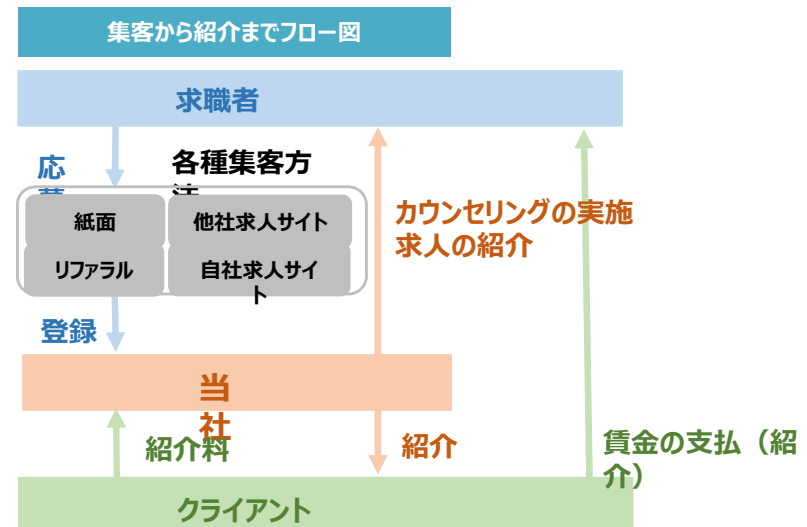 集客から紹介までフロー図
求職者
応
募
各種集客方
法
紙面
他社求人サイト
リファラル
自社求人サイ
ト
カウンセリングの実施
求人の紹介
登録
当
社
紹介料
紹介
賃金の支払（紹
介）
クライアント